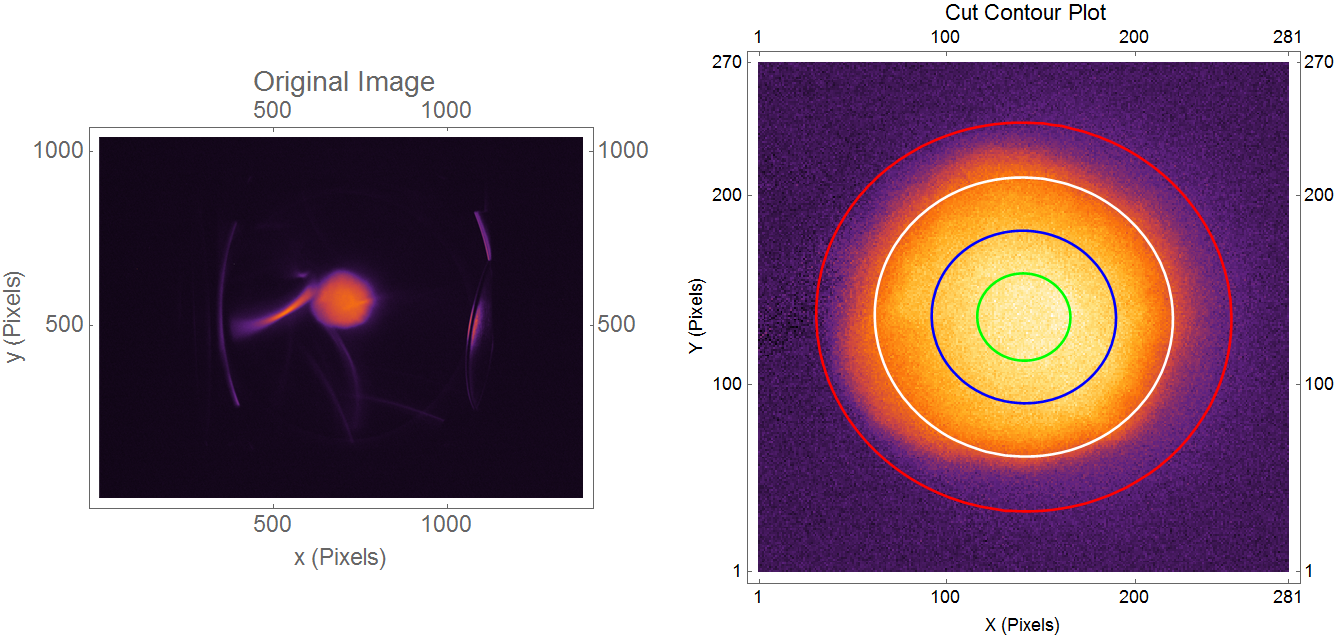 Original Image
500 1000
1000 1000
y (Pixels)
500 500
500 1000
x (Pixels)
Cut Contour Plot
1 100 200 281
270 270
200 200
Y (Pixels)
100 100
1 1
1 100 200 281
X (Pixels)